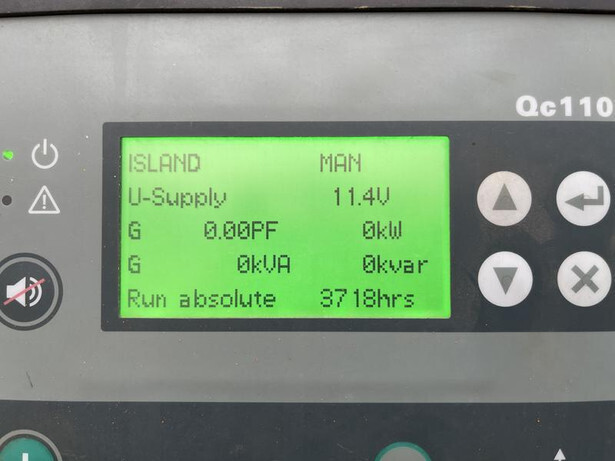 Qc110
ISLAND MAN
U-Supply 11.4V
G 0.00PF 0kW
G 0kVA 0kvar
Run absolute 3718hrs